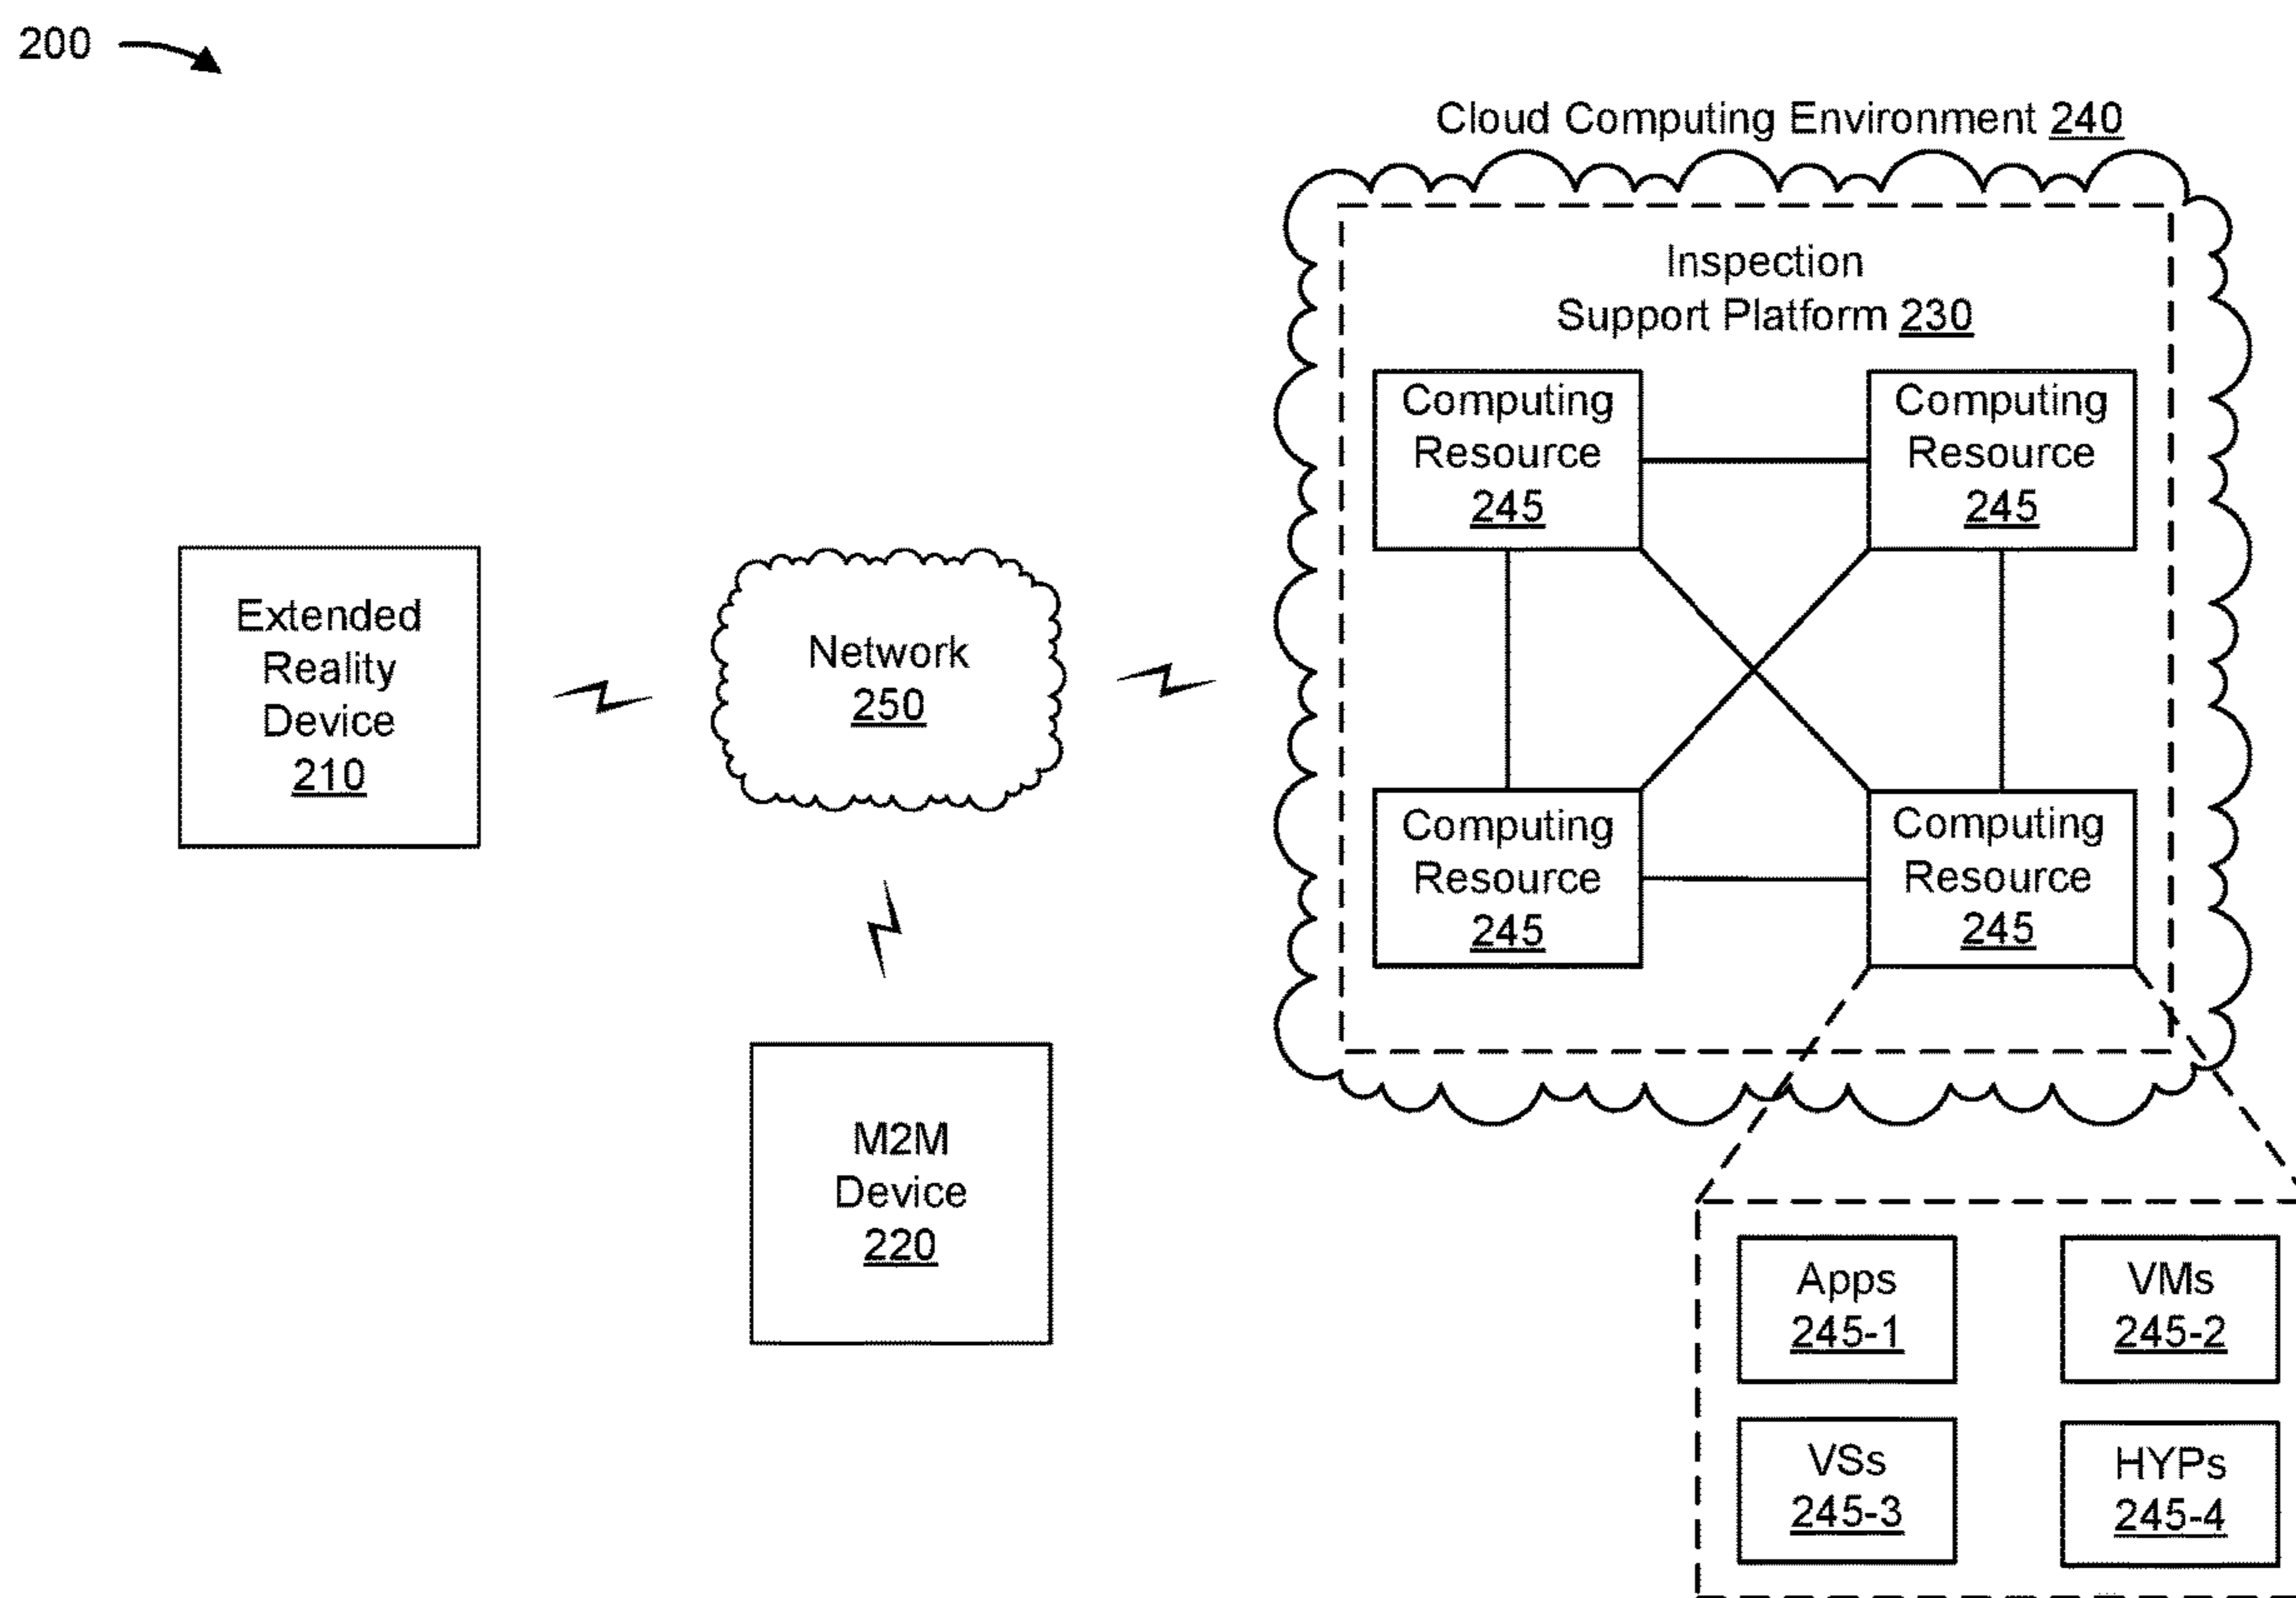 200
Cloud Computing Environment 240
Inspection
Support Platform 230
Computing
Resource
245
Computing
Resource
245
Extended
Reality
Device
210
Network
250
Computing
Resource
245
Computing
Resource
245
M2M
Device
220
Apps
245-1
VMs
245-2
VSs
245-3
HYPs
245-4